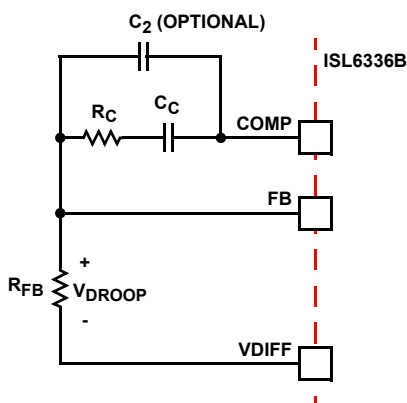 C2 (OPTIONAL)
ISL6336B
RC
CC
COMP
FB
+
RFB
VDROOP
-
VDIFF